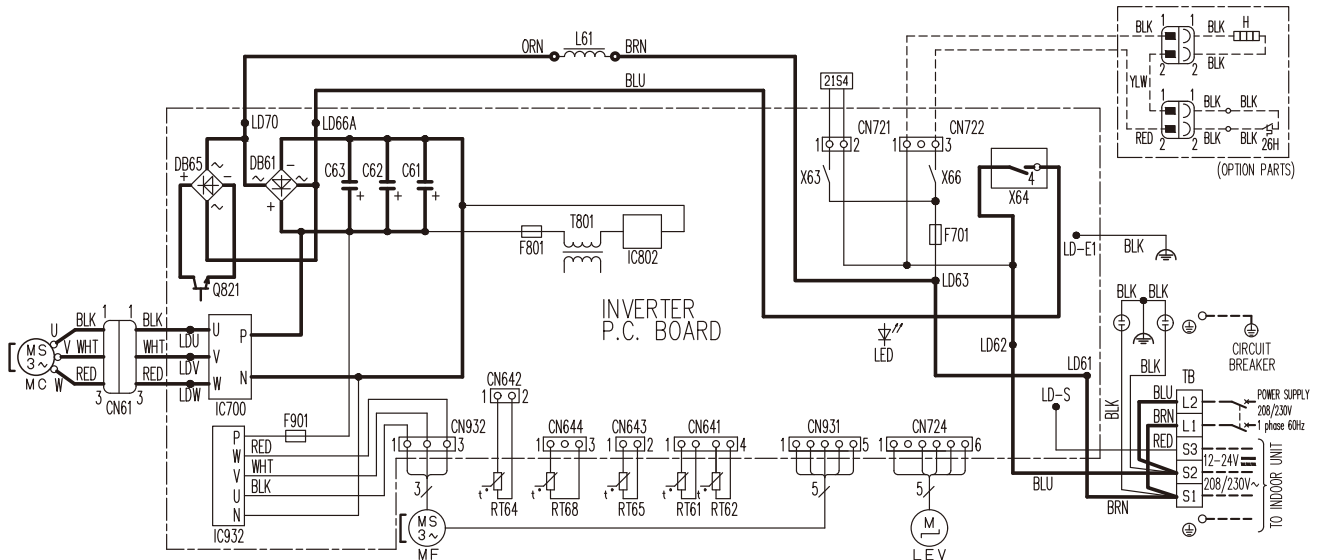 ORN
L61
BRN
BLU
21S4
BLK
1
1
BLK
H
2
2
BLK
YLW
1
1
BLK
BLK
RED
2
2
BLK
BLK
26H
(OPTION PARTS)
LD70
LD66A
DB65
~
+
-
~
DB61
-
~
~
+
C63
+
C62
+
C61
+
CN721
1
2
CN722
1
3
X63
X66
4
X64
F701
F801
T801
IC802
Q821
LD-E1
BLK
LD63
INVERTER
P.C. BOARD
LED
LD62
LD61
LD-S
BLK
BLK
BLK
BLK
CIRCUIT
BREAKER
U
BLK
1
1
BLK
LDU
U
P
MS
3~
MC
V
WHT
WHT
LDV
V
W
RED
RED
LDW
W
N
3
CN61
3
IC700
TB
BLU
L2
BRN
L1
RED
S3
S2
S1
BLU
BRN
POWER SUPPLY
208/230V
1 phase 60Hz
12-24V
208/230V~
TO INDOOR UNIT
F901
P
RED
W
WHT
V
BLK
U
N
IC932
CN932
1
3
3
MS
3~
MF
CN642
1
2
t°
RT64
CN644
1
3
t°
RT68
CN643
1
2
t°
RT65
CN641
1
4
t°
RT61
t°
RT62
CN931
1
5
5
CN724
1
6
5
M
LEV